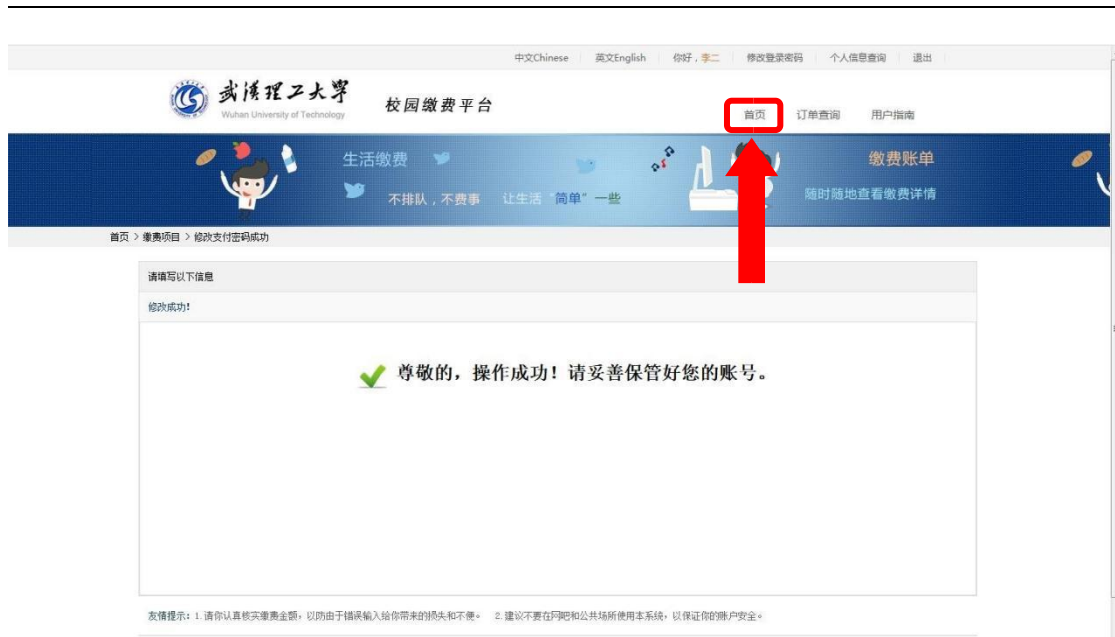 中文Chinese 英文English 你好,李二 修改登录密码 个人信息查询 退出
武汉理工大学
Wuhan University of Technology
校园缴费平台
首页 订单查询 用户指南
生活缴费
缴费账单
不排队,不费事 让生活“简单”一些
随时随地查看缴费详情
首页 > 缴费项目 > 修改支付密码成功
请填写以下信息
修改成功!
尊敬的,操作成功!请妥善保管好您的账号。
友情提示:1.请你认真核实缴费金额,以防由于错误输入给你带来的损失和不便。 2.建议不要在网吧和公共场所使用本系统,以保证你的账户安全。